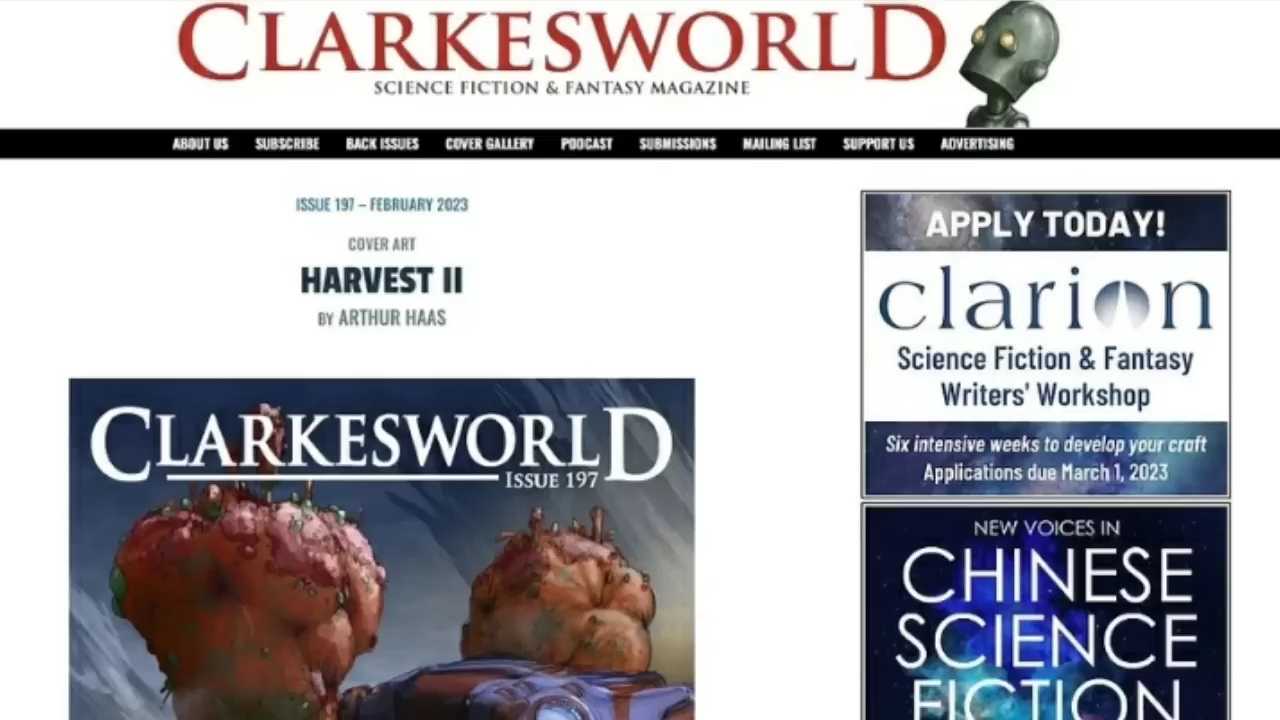 CLARKESWORLD
SCIENCE FICTION & FANTASY MAGAZINE
ABOUT US SUBSCRIBE BACK ISSUES COVER GALLERY PODCAST SUBMISSIONS MAILING LIST SUPPORT US ADVERTISING
ISSUE 197 – FEBRUARY 2023
COVER ART
HARVEST II
BY ARTHUR HAAS
CLARKESWORLD
ISSUE 197
APPLY TODAY!
clarion
Science Fiction & Fantasy
Writers' Workshop
Six intensive weeks to develop your craft
Applications due March 1, 2023
NEW VOICES IN
CHINESE
SCIENCE
FICTION